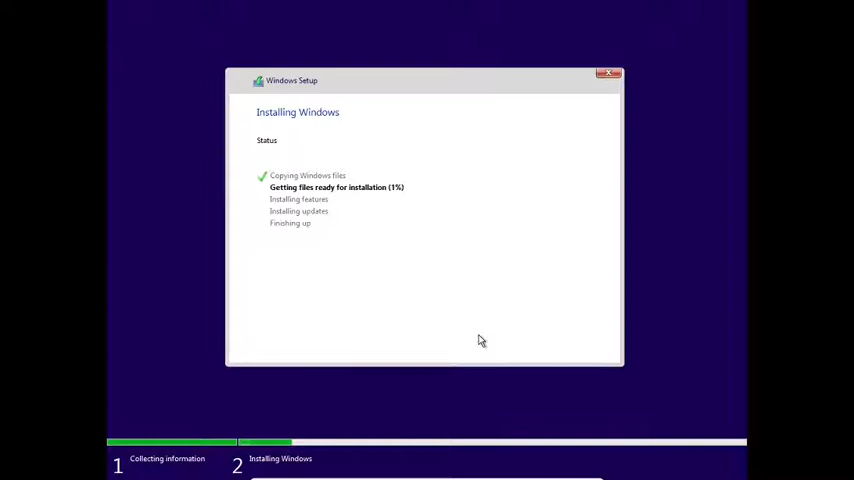 Windows Setup
Installing Windows
Status
Copying Windows files
Getting files ready for installation (1%)
Installing features
Installing updates
Finishing up
1 Collecting information
2 Installing Windows